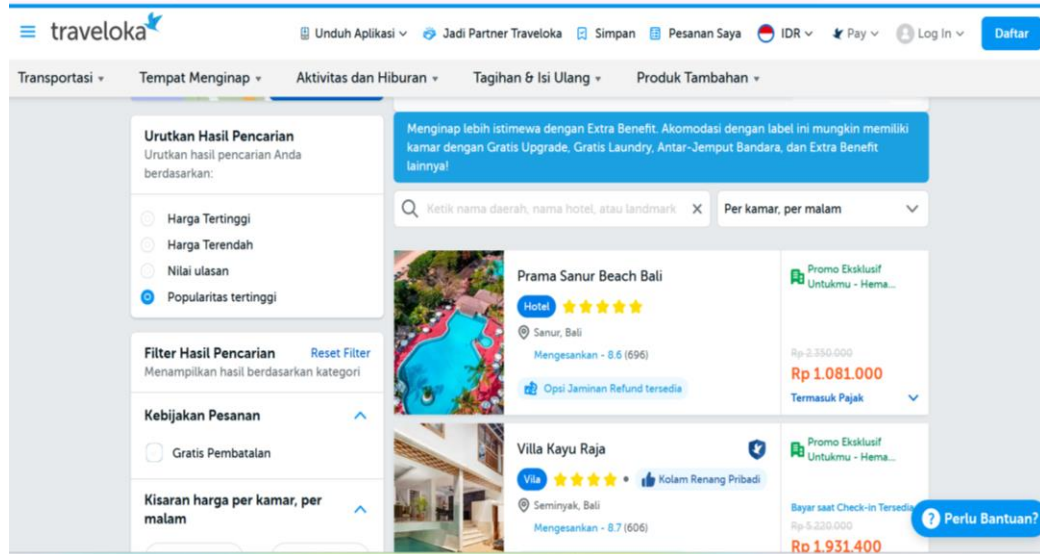 traveloka
Unduh Aplikasi
Jadi Partner Traveloka
Simpan
Pesanan Saya
IDR
Pay
Log In
Daftar
Transportasi
Tempat Menginap
Aktivitas dan Hiburan
Tagihan & Isi Ulang
Produk Tambahan
Urutkan Hasil Pencarian
Urutkan hasil pencarian Anda
berdasarkan:
Harga Tertinggi
Harga Terendah
Nilai ulasan
Popularitas tertinggi
Filter Hasil Pencarian
Reset Filter
Menampilkan hasil berdasarkan kategori
Kebijakan Pesanan
Gratis Pembatalan
Kisaran harga per kamar, per
malam
Menginap lebih istimewa dengan Extra Benefit. Akomodasi dengan label ini mungkin memiliki
kamar dengan Gratis Upgrade, Gratis Laundry, Antar-Jemput Bandara, dan Extra Benefit
lainnya!
Ketik nama daerah, nama hotel, atau landmark
Per kamar, per malam
Prama Sanur Beach Bali
Hotel
Sanur, Bali
Mengesankan - 8.6 (696)
Opsi Jaminan Refund tersedia
Promo Eksklusif
Untukmu - Hema...
Rp 2.350.000
Rp 1.081.000
Termasuk Pajak
Villa Kayu Raja
Vila
Kolam Renang Pribadi
Seminyak, Bali
Mengesankan - 8.7 (606)
Promo Eksklusif
Untukmu - Hema...
Bayar saat Check-in Tersedia
Rp 5.220.000
Rp 1.931.400
Perlu Bantuan?